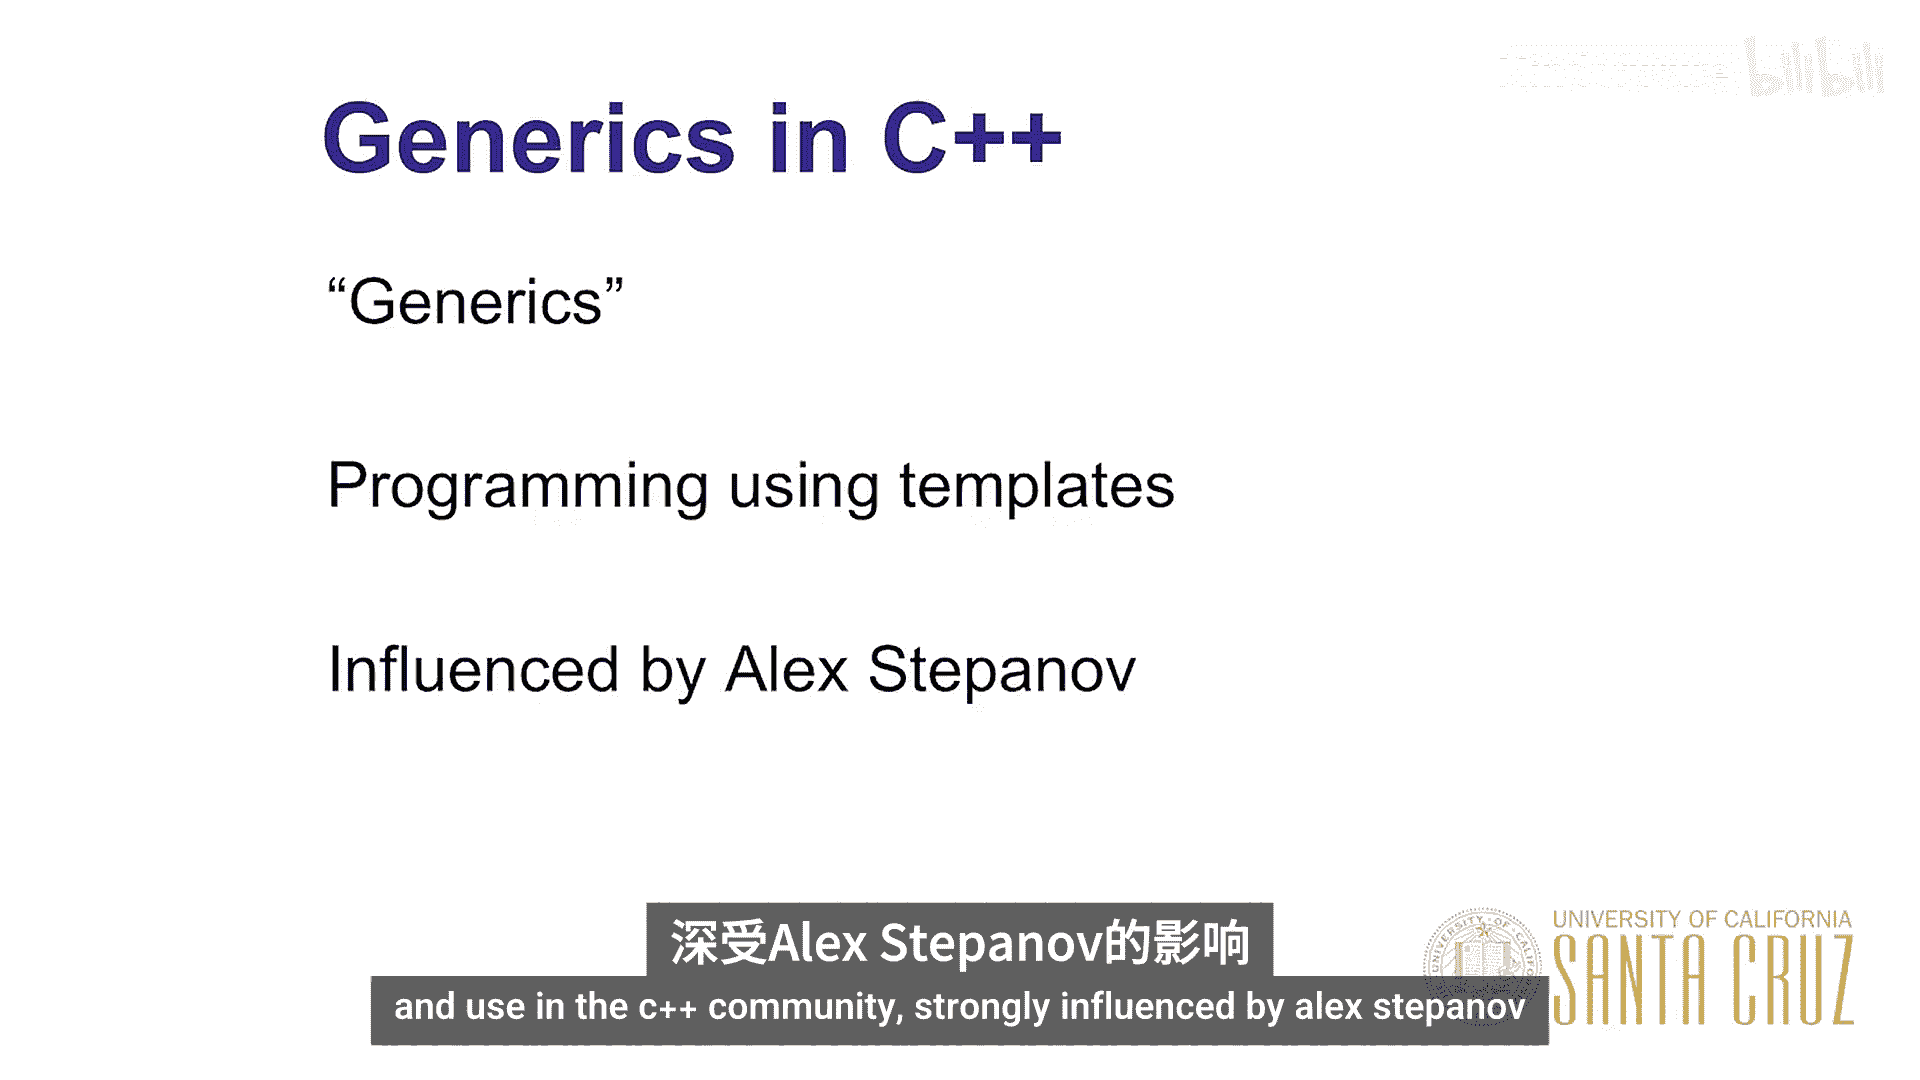 bilibili
Generics in C++
“Generics”
Programming using templates
Influenced by Alex Stepanov
深受Alex Stepanov的影响
and use in the c++ community, strongly influenced by alex stepanov
UNIVERSITY OF CALIFORNIA
SANTA CRUZ